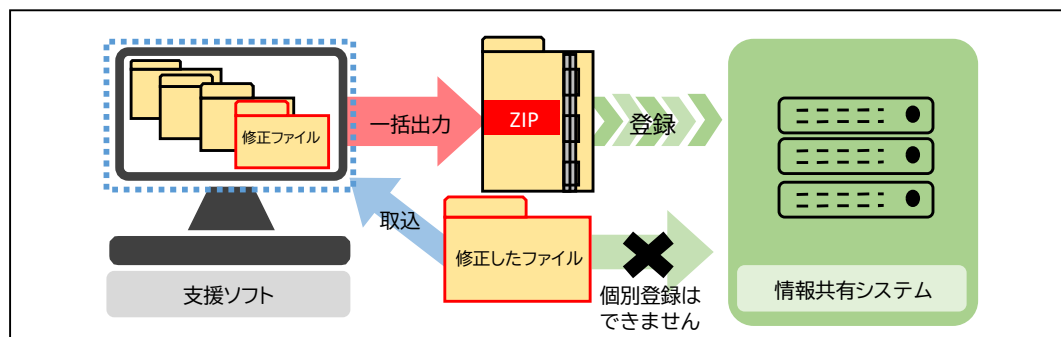 修正ファイル
一括出力
ZIP
登録
取込
修正したファイル
個別登録は
できません
支援ソフト
情報共有システム